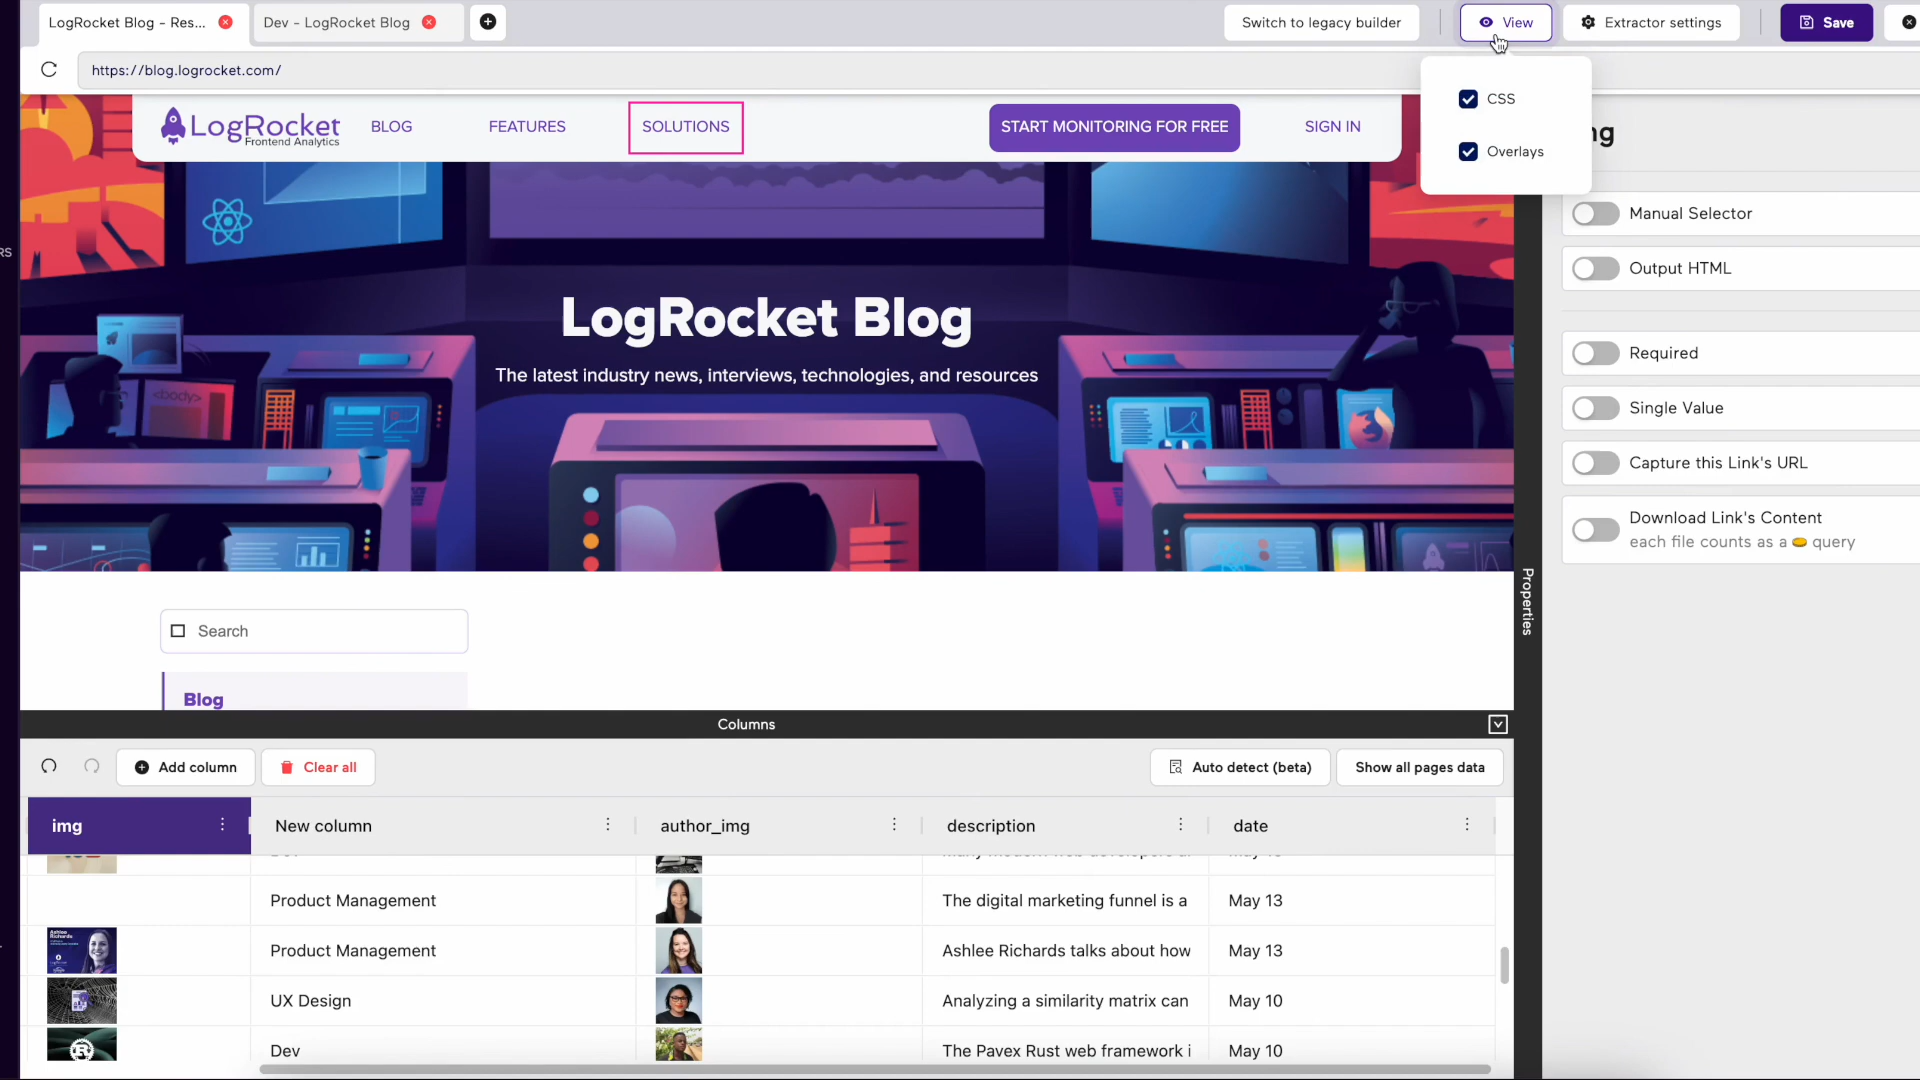 LogRocket Blog - Res...
Dev - LogRocket Blog
Switch to legacy builder
View
Extractor settings
Save
https://blog.logrocket.com/
CSS
Overlays
LogRocket
Frontend Analytics
BLOG
FEATURES
SOLUTIONS
START MONITORING FOR FREE
SIGN IN
ng
RS
Manual Selector
Output HTML
Required
Single Value
Capture this Link's URL
Download Link's Content
each file counts as a query
<body>
LogRocket Blog
The latest industry news, interviews, technologies, and resources
Search
Blog
Properties
Columns
Add column
Clear all
Auto detect (beta)
Show all pages data
img
New column
author_img
description
date
Product Management
The digital marketing funnel is a
May 13
Ashlee
Richards
Product Management
Ashlee Richards talks about how
May 13
UX Design
Analyzing a similarity matrix can
May 10
R
Dev
The Pavex Rust web framework i
May 10